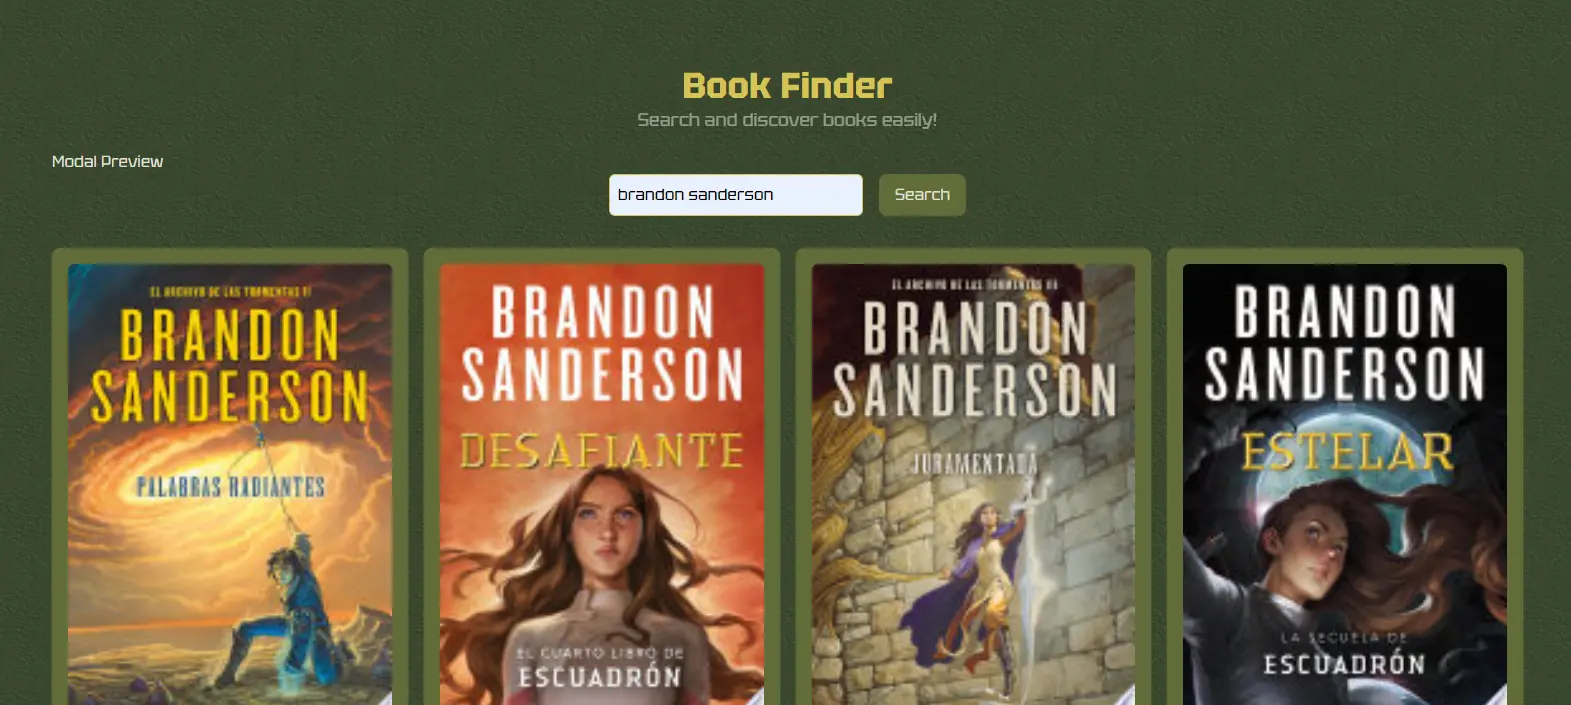 Book Finder
Search and discover books easily!
Modal Preview
brandon sanderson
Search
EL ARCHIVO DE LAS TORMENTAS II
BRANDON
SANDERSON
PALABRAS RADIANTES
BRANDON
SANDERSON
DESAFIANTE
EL CUARTO LIBRO DE
ESCUADRÓN
EL ARCHIVO DE LAS TORMENTAS III
BRANDON
SANDERSON
JURAMENTADA
BRANDON
SANDERSON
ESTELAR
LA SECUELA DE
ESCUADRÓN